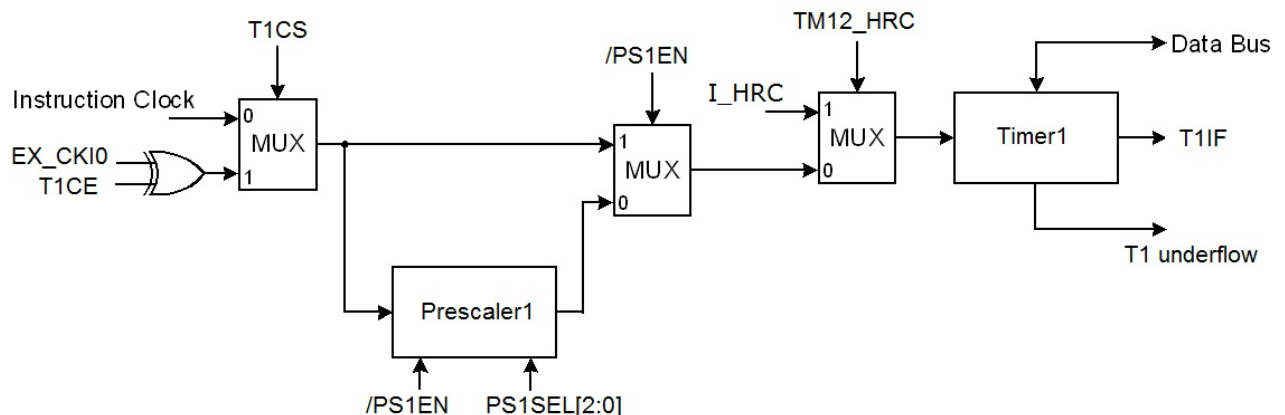 TM12_HRC
T1CS
Data Bus
/PS1EN
I_HRC
Instruction Clock
0
1
1
MUX
MUX
Timer1
T1IF
EX_CKI0
MUX
T1CE
1
0
0
T1 underflow
Prescaler1
/PS1EN
PS1SEL[2:0]